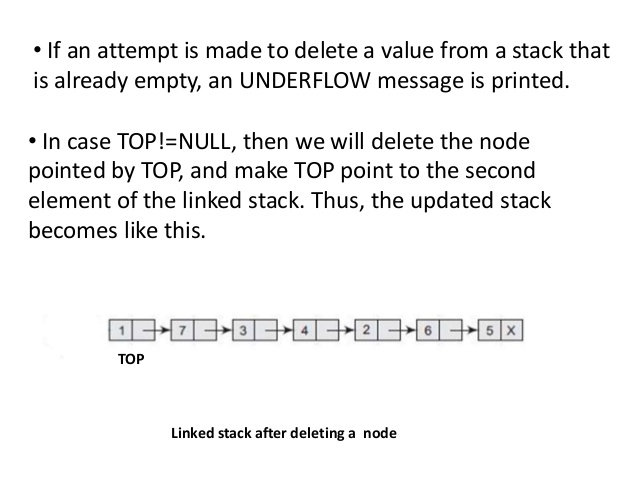 • If an attempt is made to delete a value from a stack that
is already empty, an UNDERFLOW message is printed.
• In case TOP!=NULL, then we will delete the node
pointed by TOP, and make TOP point to the second
element of the linked stack. Thus, the updated stack
becomes like this.
1 7 3 4 2 6 5 X
TOP
Linked stack after deleting a node